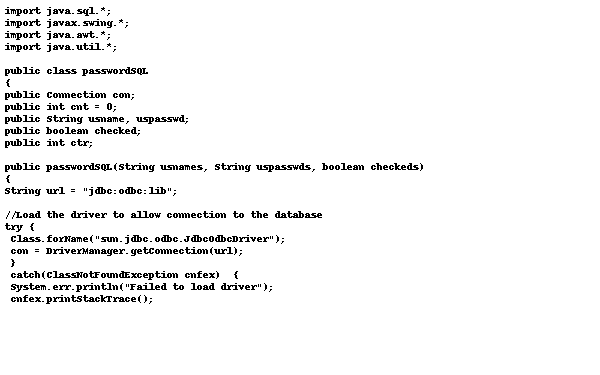 import java.sql.*;
import javax.swing.*;
import java.awt.*;
import java.util.*;

public class passwordSQL
{
public Connection con;
public int cnt = 0;
public String usname, uspasswd;
public boolean checked;
public int ctr;

public passwordSQL(String usnames, String uspasswds, boolean checkeds)
{
String url = "jdbc:odbc:lib";

//Load the driver to allow connection to the database
try {
 Class.forName("sun.jdbc.odbc.JdbcOdbcDriver");
 con = DriverManager.getConnection(url);
 }
 catch(ClassNotFoundException cnfex)  {
 System.err.println("Failed to load driver");
 cnfex.printStackTrace();